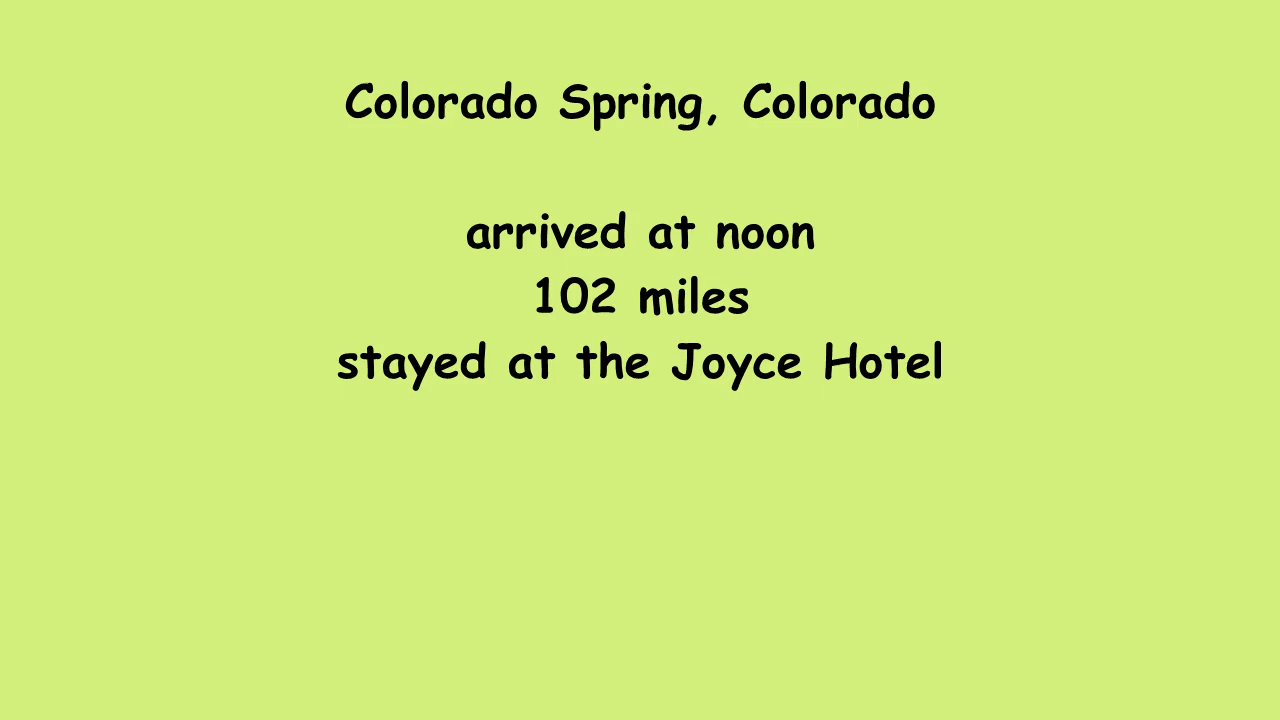 Colorado Spring, Colorado
arrived at noon
102 miles
stayed at the Joyce Hotel